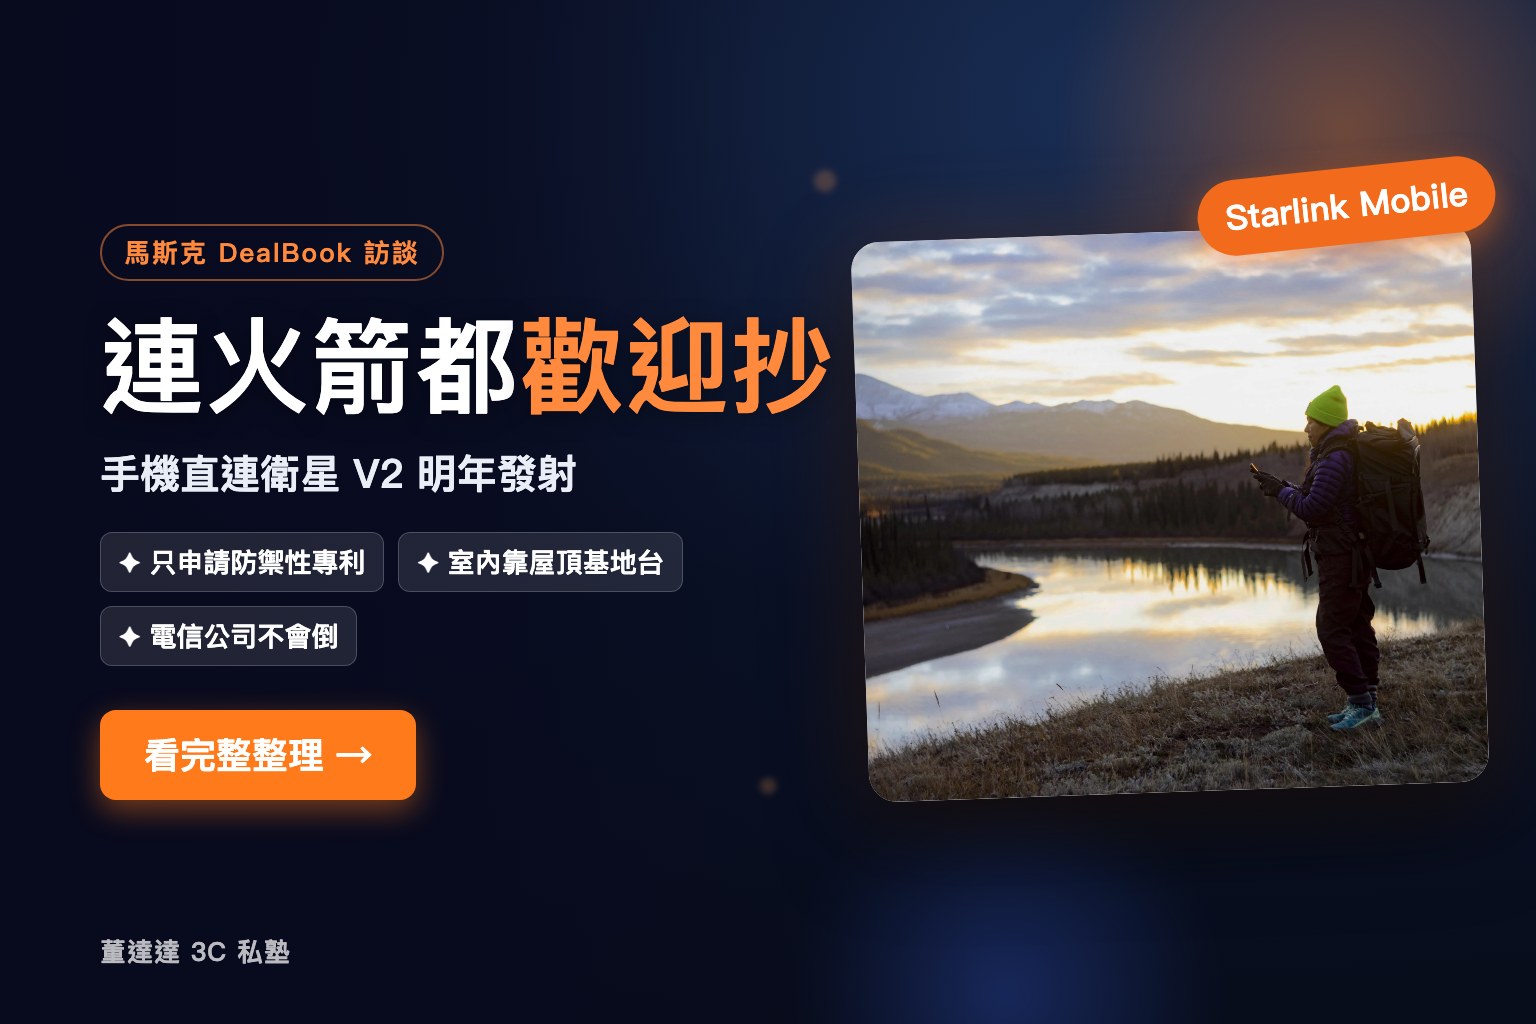 馬斯克 DealBook 訪談
連火箭都歡迎抄
手機直連衛星 V2 明年發射
✦ 只申請防禦性專利
✦ 室內靠屋頂基地台
✦ 電信公司不會倒
看完整整理 →
Starlink Mobile
董達達 3C 私塾